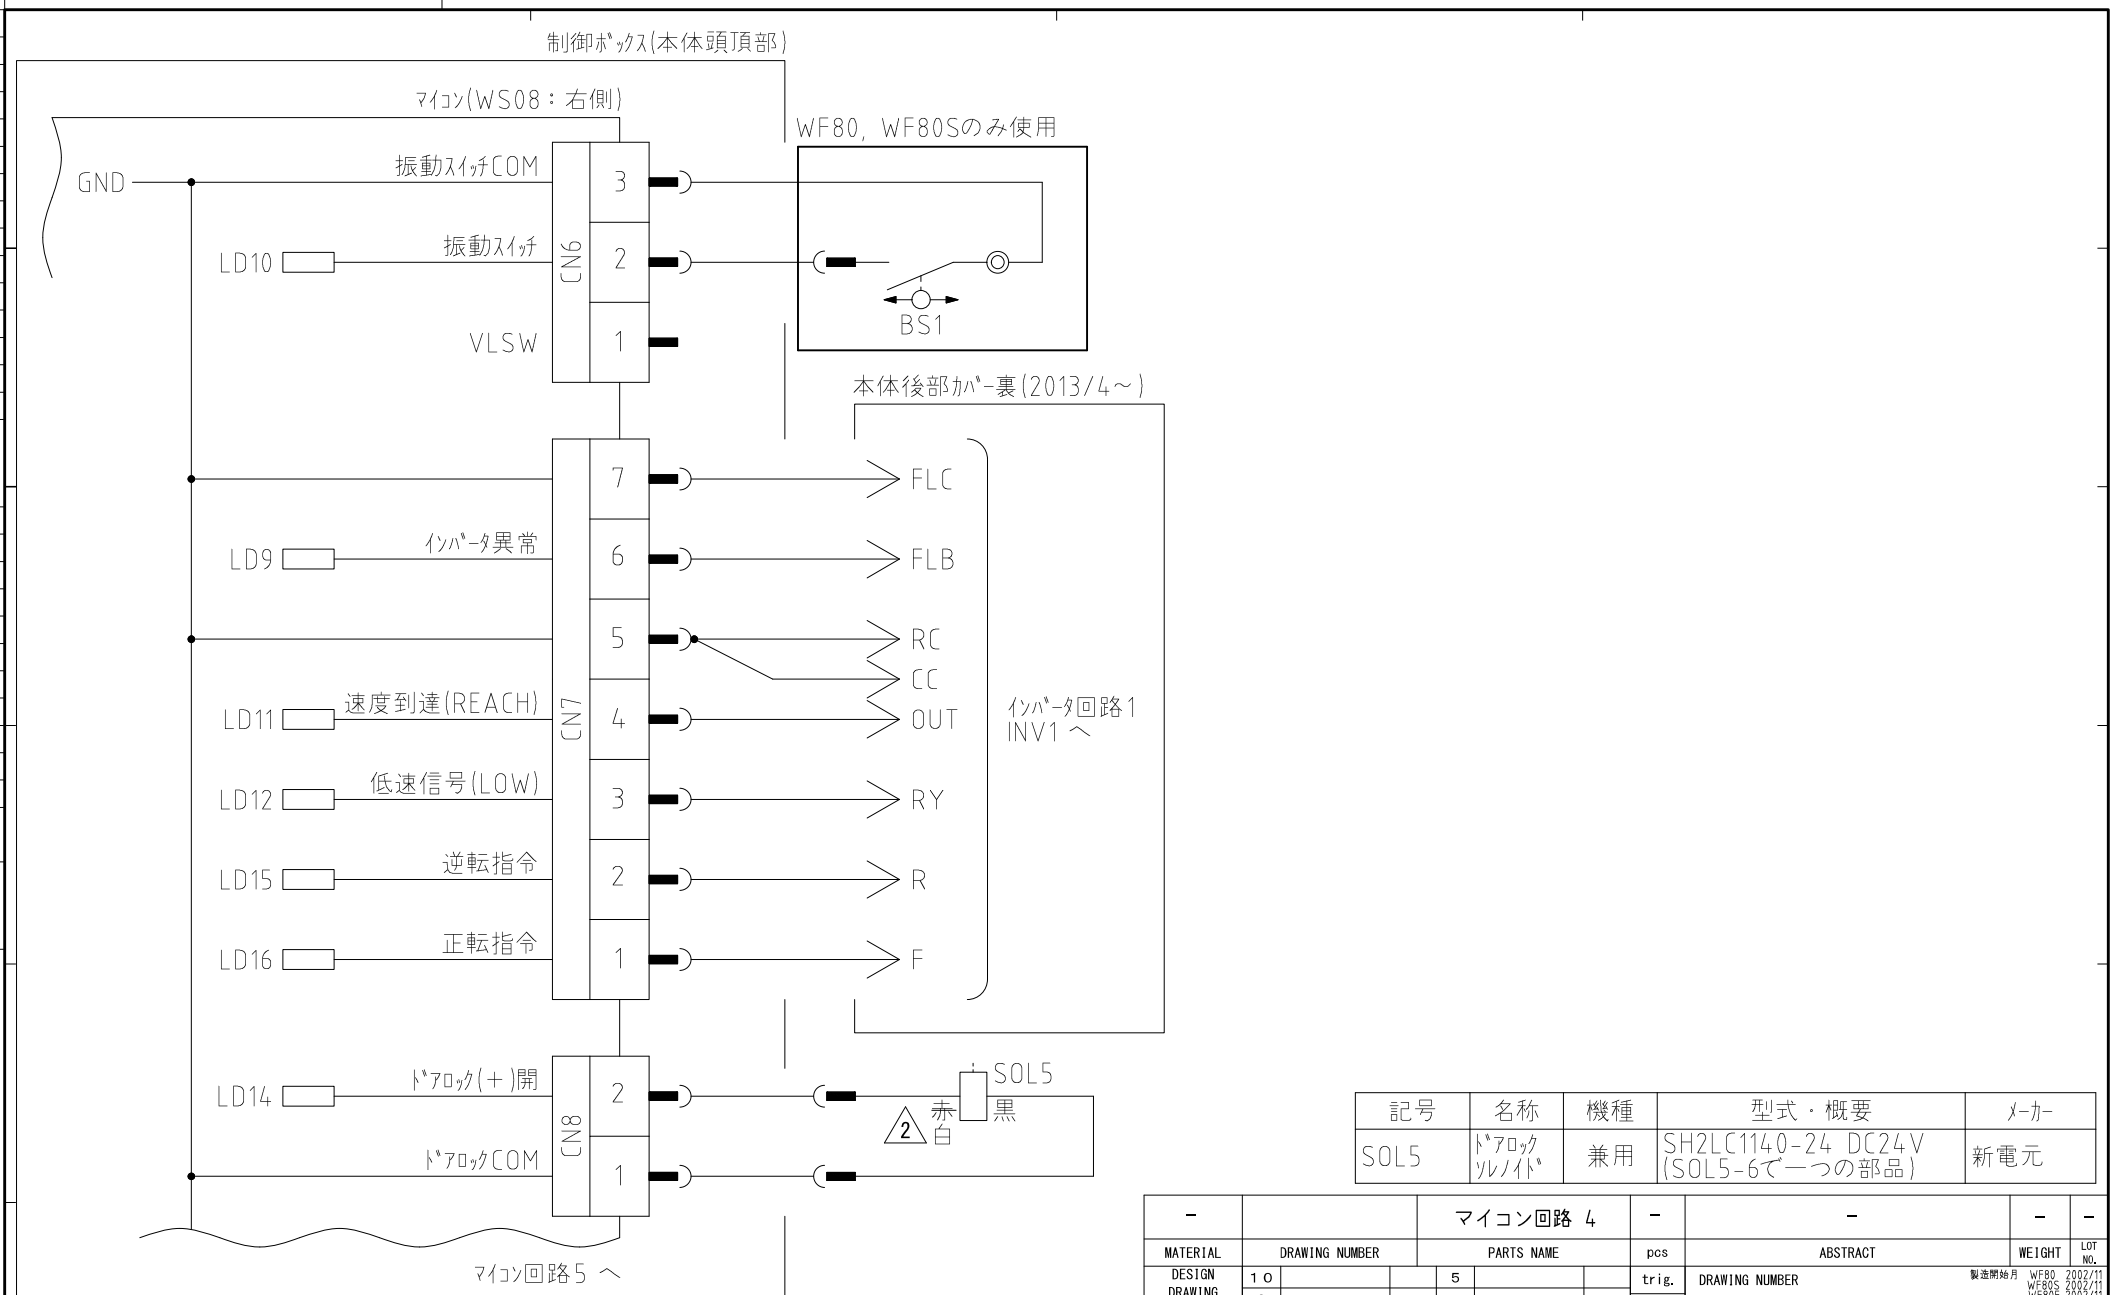 制御ﾎﾞｯｸｽ(本体頭頂部)
ﾏｲｺﾝ(WS08：右側)
WF80, WF80Sのみ使用
GND
振動ｽｲｯﾁCOM
3
LD10
振動ｽｲｯﾁ
CN6
2
BS1
VLSW
1
本体後部ｶﾊﾞｰ裏(2013/4～)
7
FLC
LD9
ｲﾝﾊﾞｰﾀ異常
6
FLB
5
RC
CC
LD11
速度到達(REACH)
CN7
4
OUT
ｲﾝﾊﾞｰﾀ回路1
INV1 へ
LD12
低速信号(LOW)
3
RY
LD15
逆転指令
2
R
LD16
正転指令
1
F
LD14
ﾄﾞｱﾛｯｸ(+)開
CN8
2
SOL5
2
赤
白
黒
ﾄﾞｱﾛｯｸCOM
1
ﾏｲｺﾝ回路5 へ
記号 名称 機種 型式・概要 ﾒｰｶｰ
SOL5 ﾄﾞｱﾛｯｸ ｿﾚﾉｲﾄﾞ 兼用 SH2LC1140-24 DC24V 新電元
(SOL5-6で一つの部品)
- マイコン回路 4 - - - -
MATERIAL DRAWING NUMBER PARTS NAME pcs ABSTRACT WEIGHT LOT NO.
DESIGN 10 5 trig. DRAWING NUMBER 製造開始月 WF80 2002/11
WF80S 2002/11
DRAWING